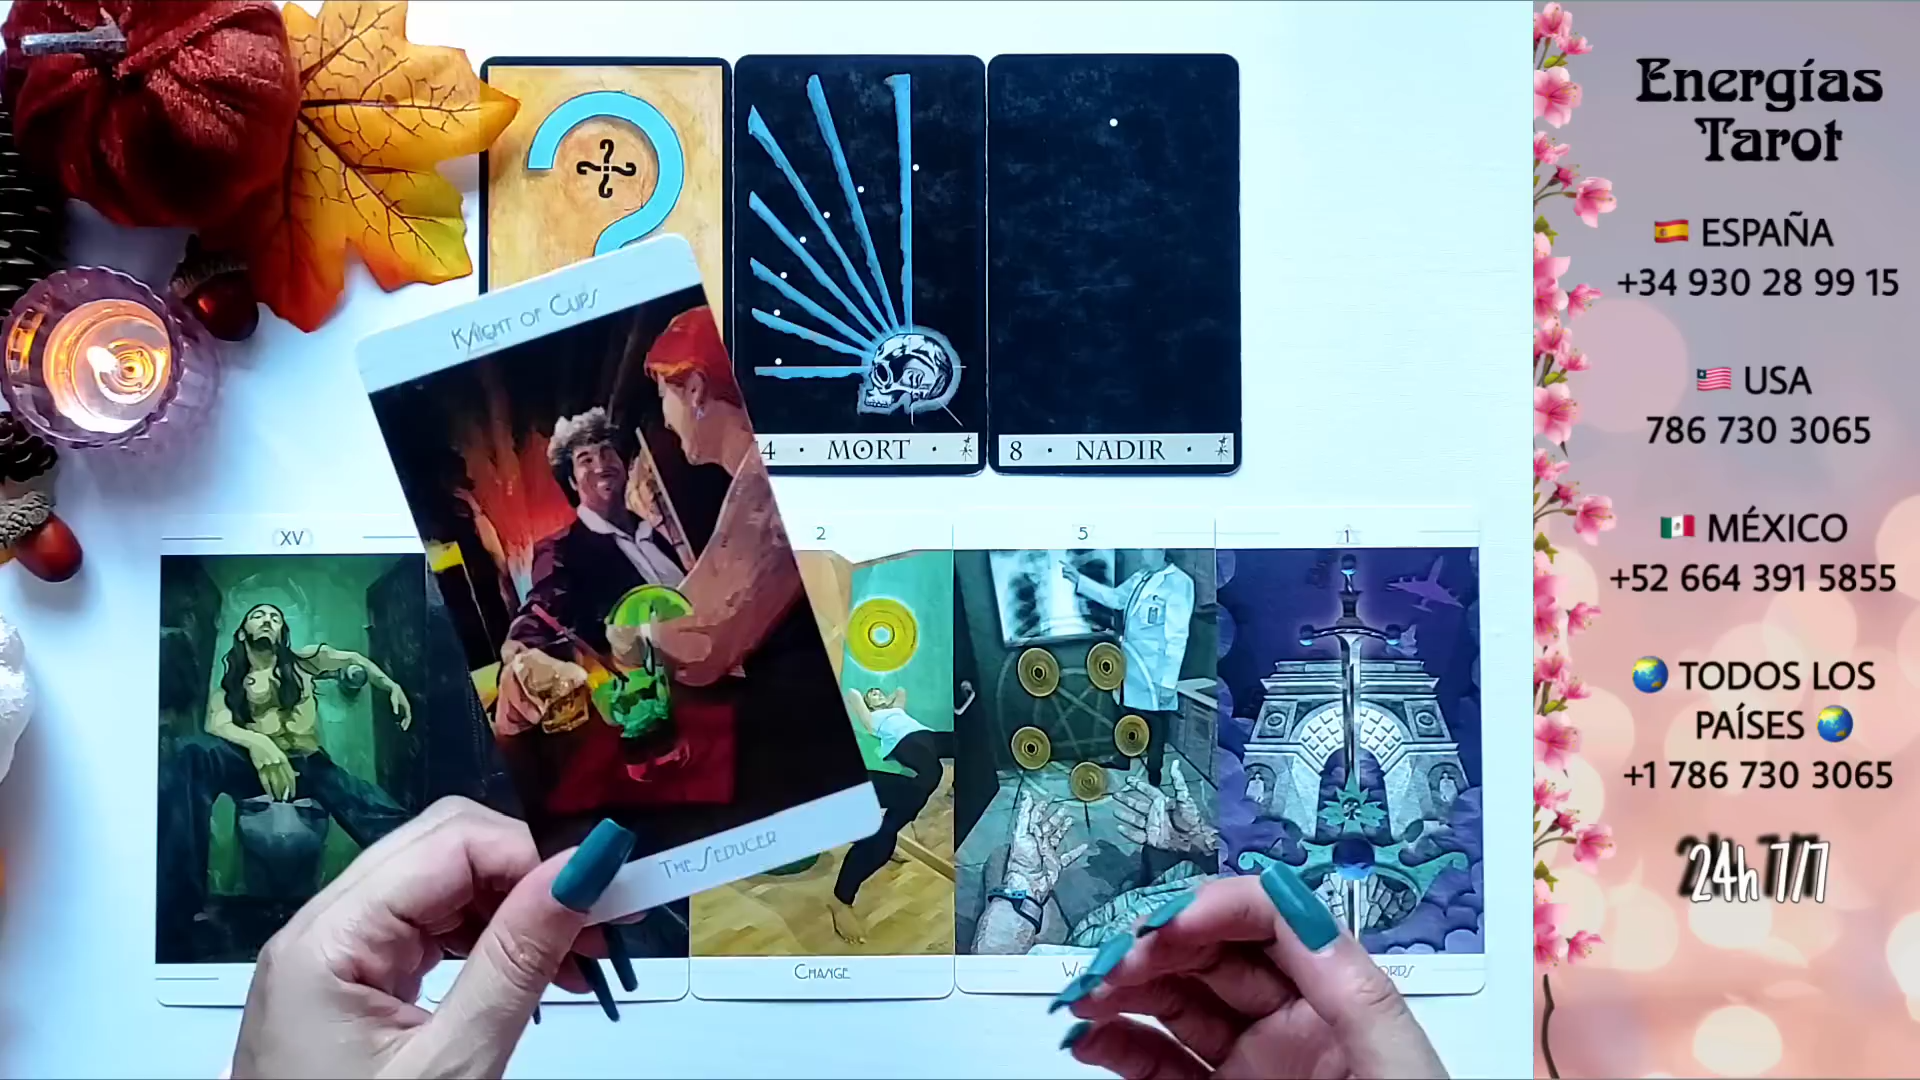 KNIGHT OF CUPS
4 · MORT ·
8 · NADIR ·
XV
2
5
1
THE SEDUCER
CHANGE
Energías
Tarot
ESPAÑA
+34 930 28 99 15
USA
786 730 3065
MÉXICO
+52 664 391 5855
TODOS LOS
PAÍSES
+1 786 730 3065
24h 7/7